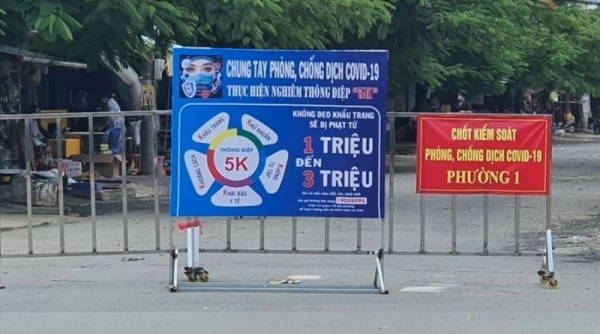 CHUNG TAY PHÒNG, CHỐNG DỊCH COVID-19
THỰC HIỆN NGHIÊM THÔNG ĐIỆP "5K"
KHẨU TRANG
KHỬ KHUẨN
KHOẢNG CÁCH
THÔNG ĐIỆP
5K
KHÔNG TỤ TẬP
KHAI BÁO
Y TẾ
KHÔNG ĐEO KHẨU TRANG
SẼ BỊ PHẠT TỪ
1 TRIỆU
ĐẾN
3 TRIỆU
19009095
CHỐT KIỂM SOÁT
PHÒNG, CHỐNG DỊCH COVID-19
PHƯỜNG 1